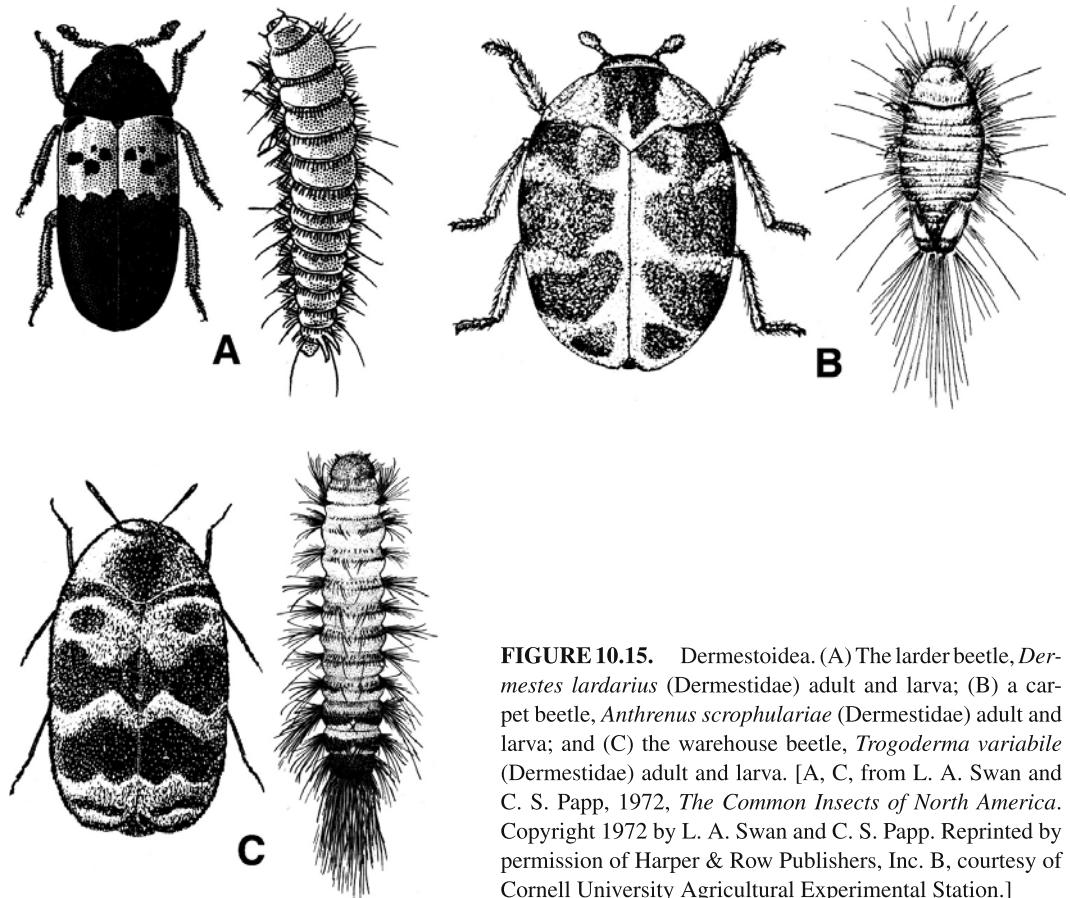 A
B
C
FIGURE 10.15. Dermestoidea. (A) The larder beetle, Der-
mestes lardarius (Dermestidae) adult and larva; (B) a car-
pet beetle, Anthrenus scrophulariae (Dermestidae) adult and
larva; and (C) the warehouse beetle, Trogoderma variabile
(Dermestidae) adult and larva. [A, C, from L. A. Swan and
C. S. Papp, 1972, The Common Insects of North America.
Copyright 1972 by L. A. Swan and C. S. Papp. Reprinted by
permission of Harper & Row Publishers, Inc. B, courtesy of
Cornell University Agricultural Experimental Station.]